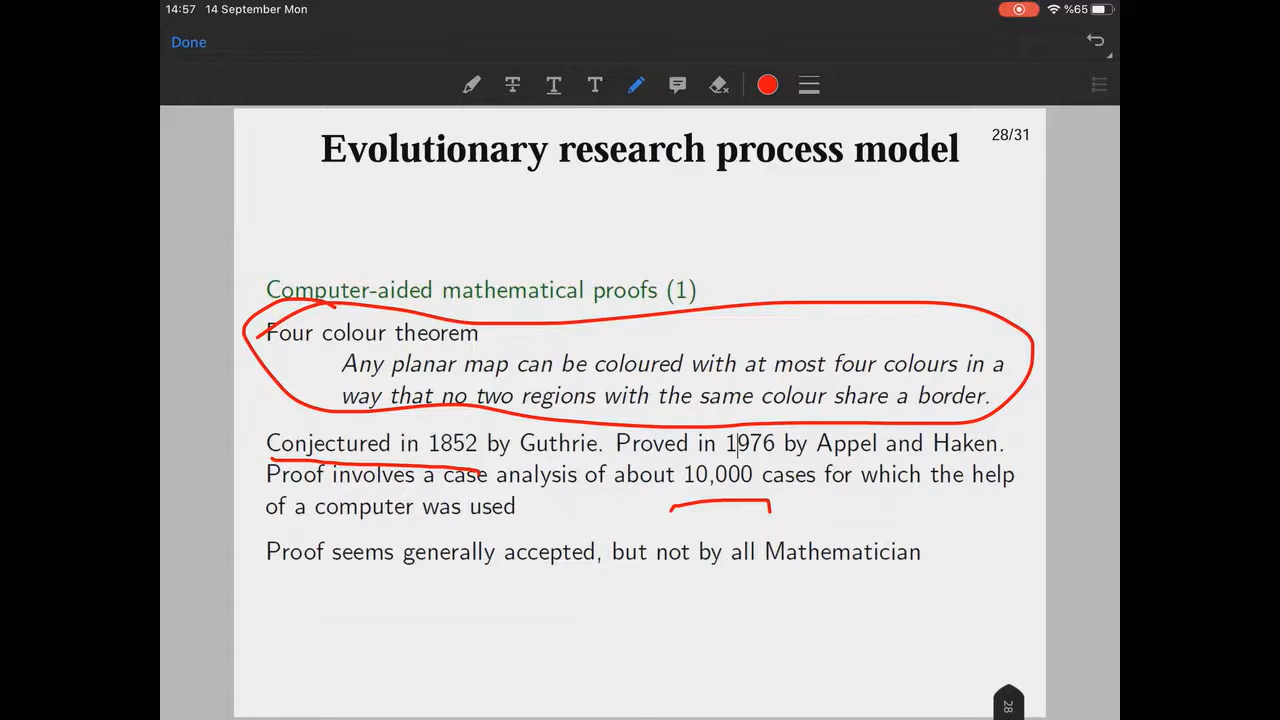 14:57 14 September Mon
%65
Done
T T T
28/31
Evolutionary research process model
Computer-aided mathematical proofs (1)
Four colour theorem
Any planar map can be coloured with at most four colours in a
way that no two regions with the same colour share a border.
Conjectured in 1852 by Guthrie. Proved in 1976 by Appel and Haken.
Proof involves a case analysis of about 10,000 cases for which the help
of a computer was used
Proof seems generally accepted, but not by all Mathematician
28